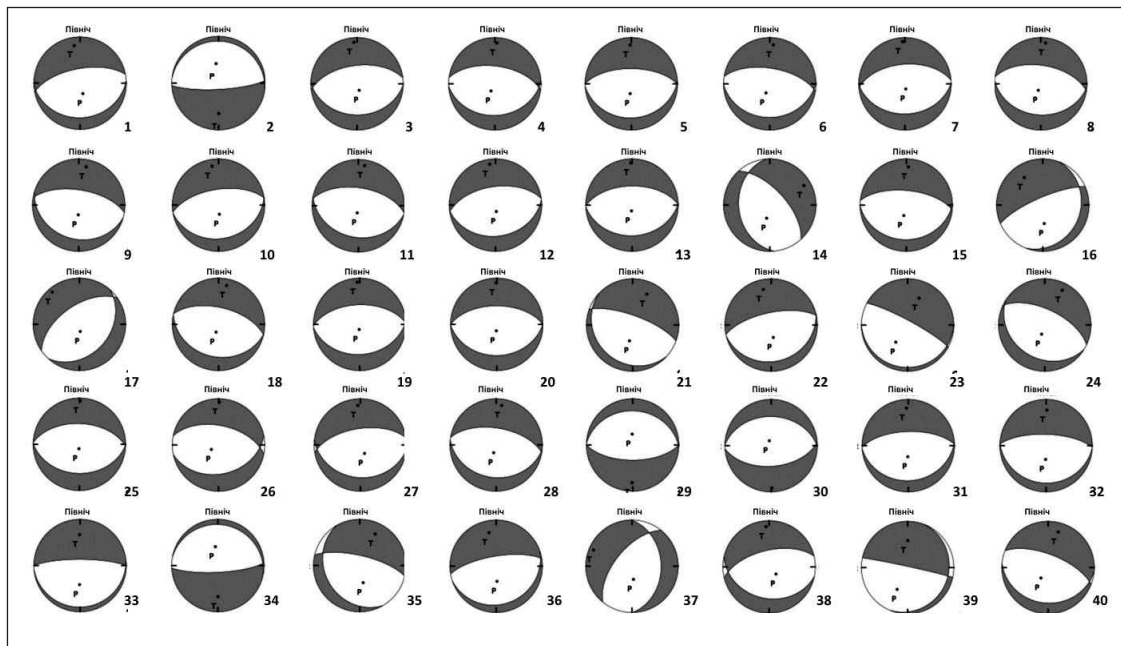 Північ Північ Північ Північ Північ Північ Північ Північ
T P T P T P T P T P T P T P T P
1 2 3 4 5 6 7 8
Північ Північ Північ Північ Північ Північ Північ Північ
T P T P T P T P T P T P T P T P
9 10 11 12 13 14 15 16
Північ Північ Північ Північ Північ Північ Північ Північ
T P T P T P T P T P T P T P T P
17 18 19 20 21 22 23 24
Північ Північ Північ Північ Північ Північ
T P T P T P T P P P T P T P
25 26 27 28 29 30 31 32
Північ Північ Північ Північ Північ Північ Північ Північ
T P P T T P T P T P T P T P T P
33 34 35 36 37 38 39 40